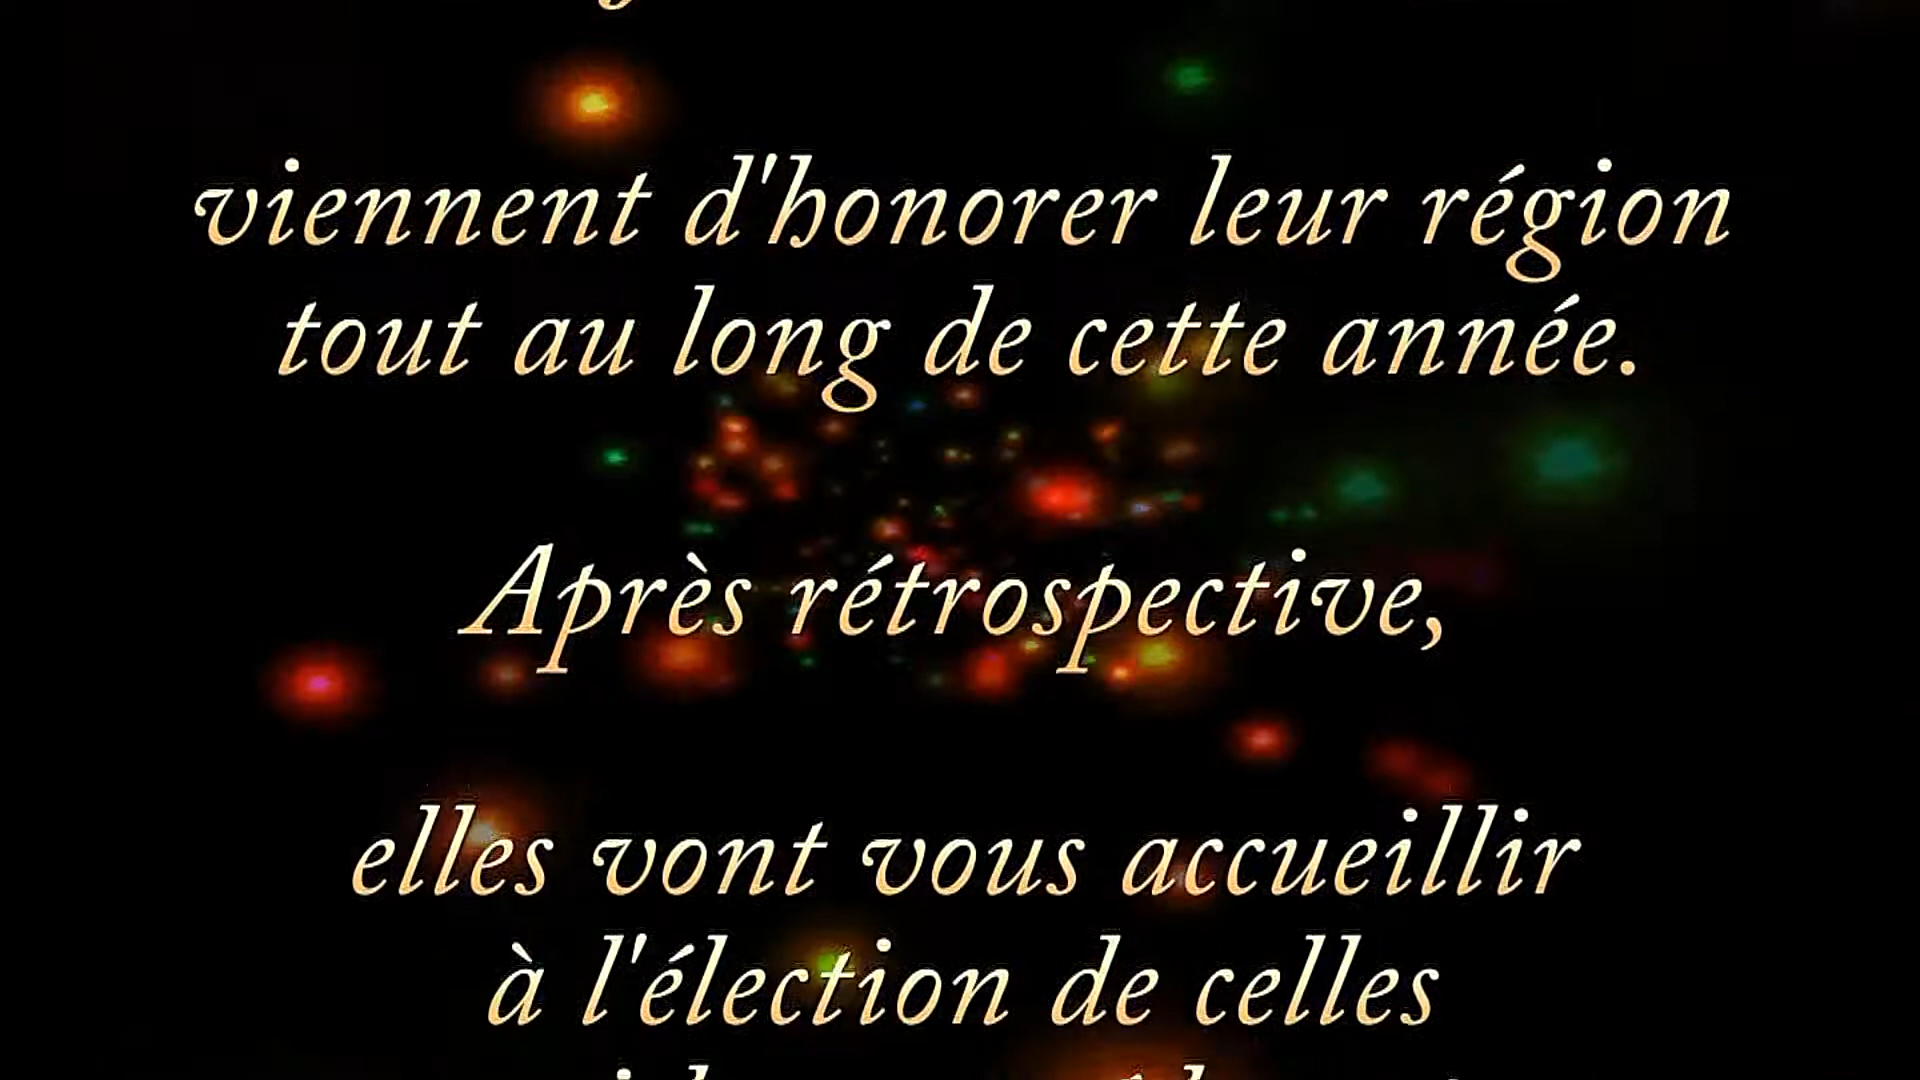 viennent d'honorer leur région
tout au long de cette année.
Après rétrospective,
elles vont vous accueillir
à l'élection de celles